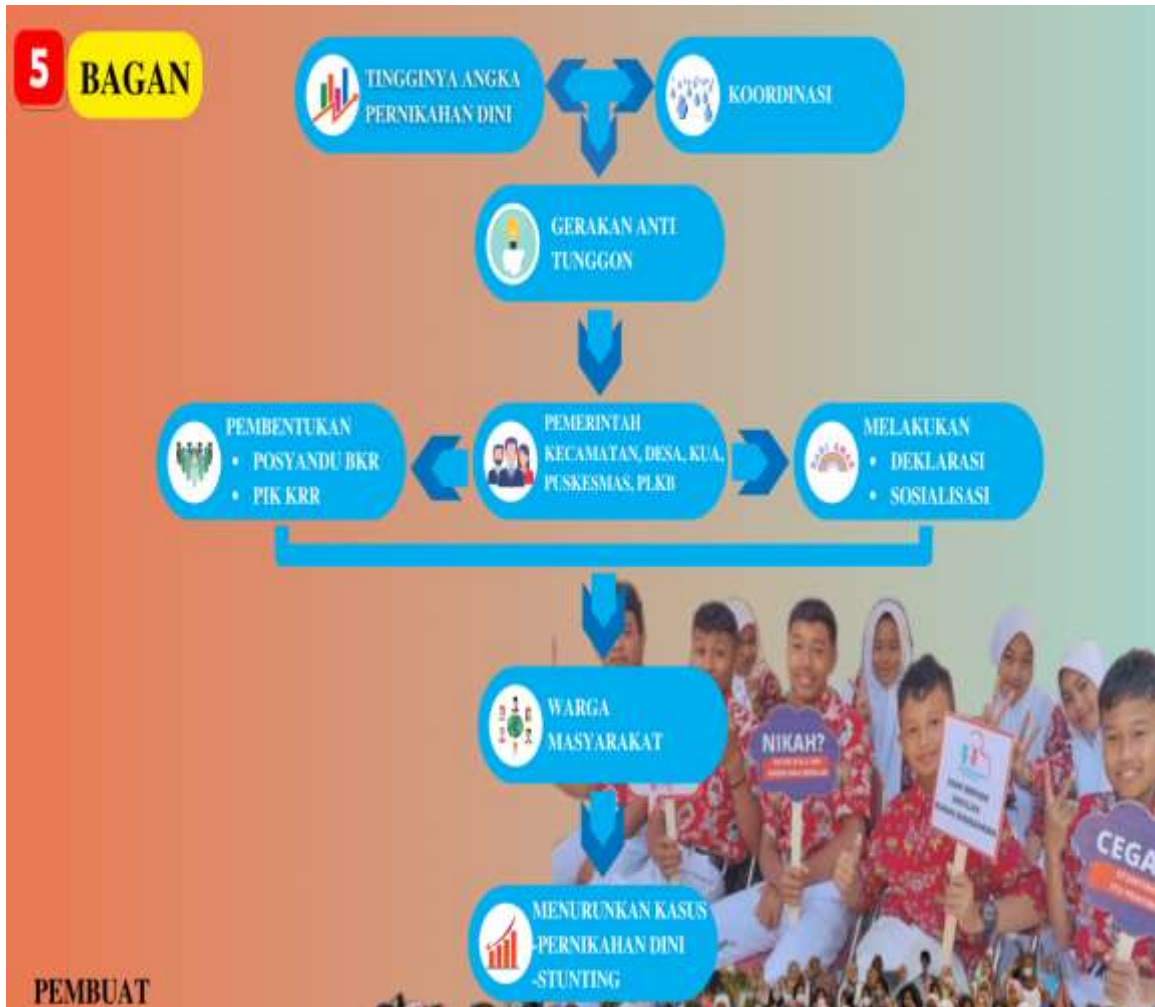 5 BAGAN
TINGGINYA ANGKA
PERNIKAHAN DINI
KOORDINASI
GERAKAN ANTI
TUNGGON
PEMBENTUKAN
• POSYANDU BKR
• PIK KRR
PEMERINTAH
KECAMATAN, DESA, KUA,
PUSKESMAS, PLKB
MELAKUKAN
• DEKLARASI
• SOSIALISASI
WARGA
MASYARAKAT
NIKAH?
CEGA
MENURUNKAN KASUS
-PERNIKAHAN DINI
-STUNTING
PEMBUAT